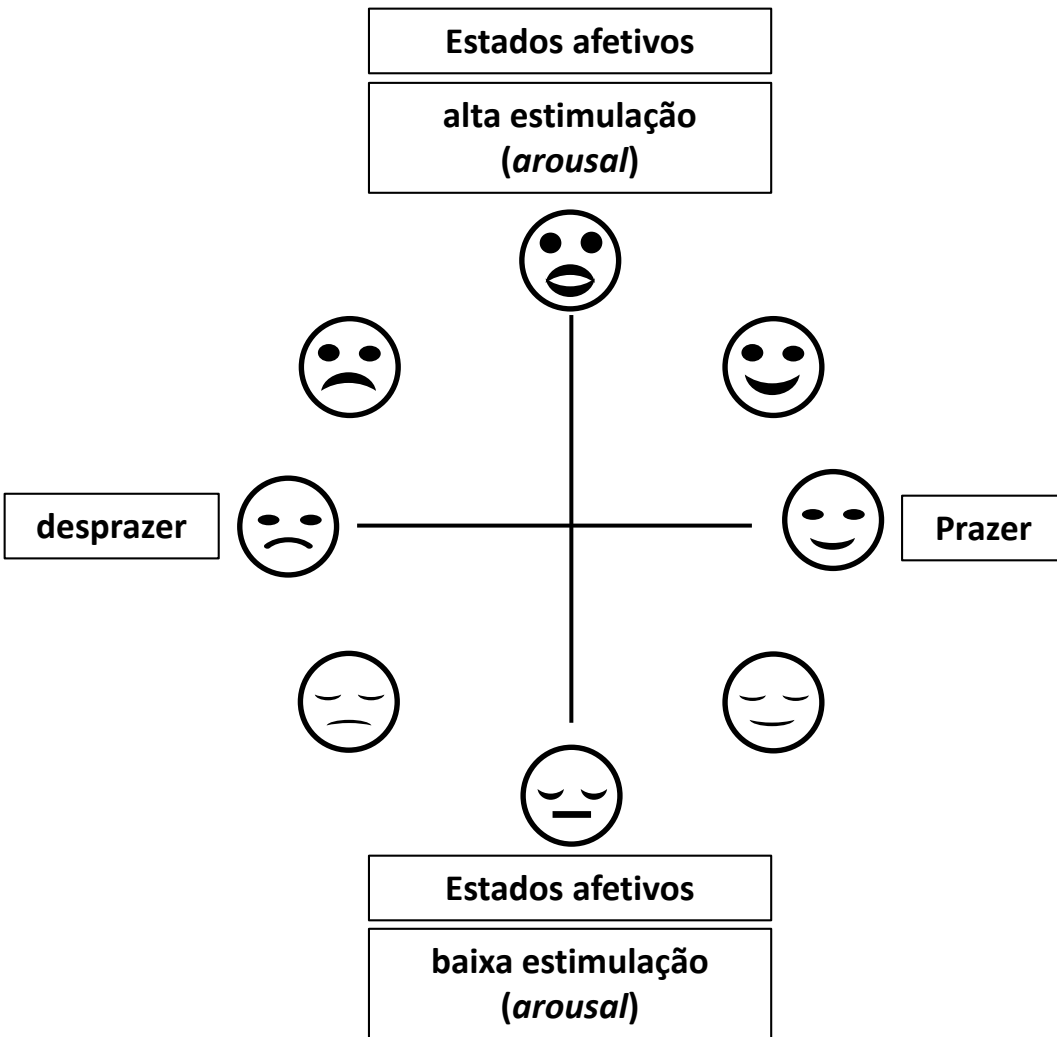 Estados afetivos
alta estimulação
(arousal)
desprazer
Prazer
Estados afetivos
baixa estimulação
(arousal)